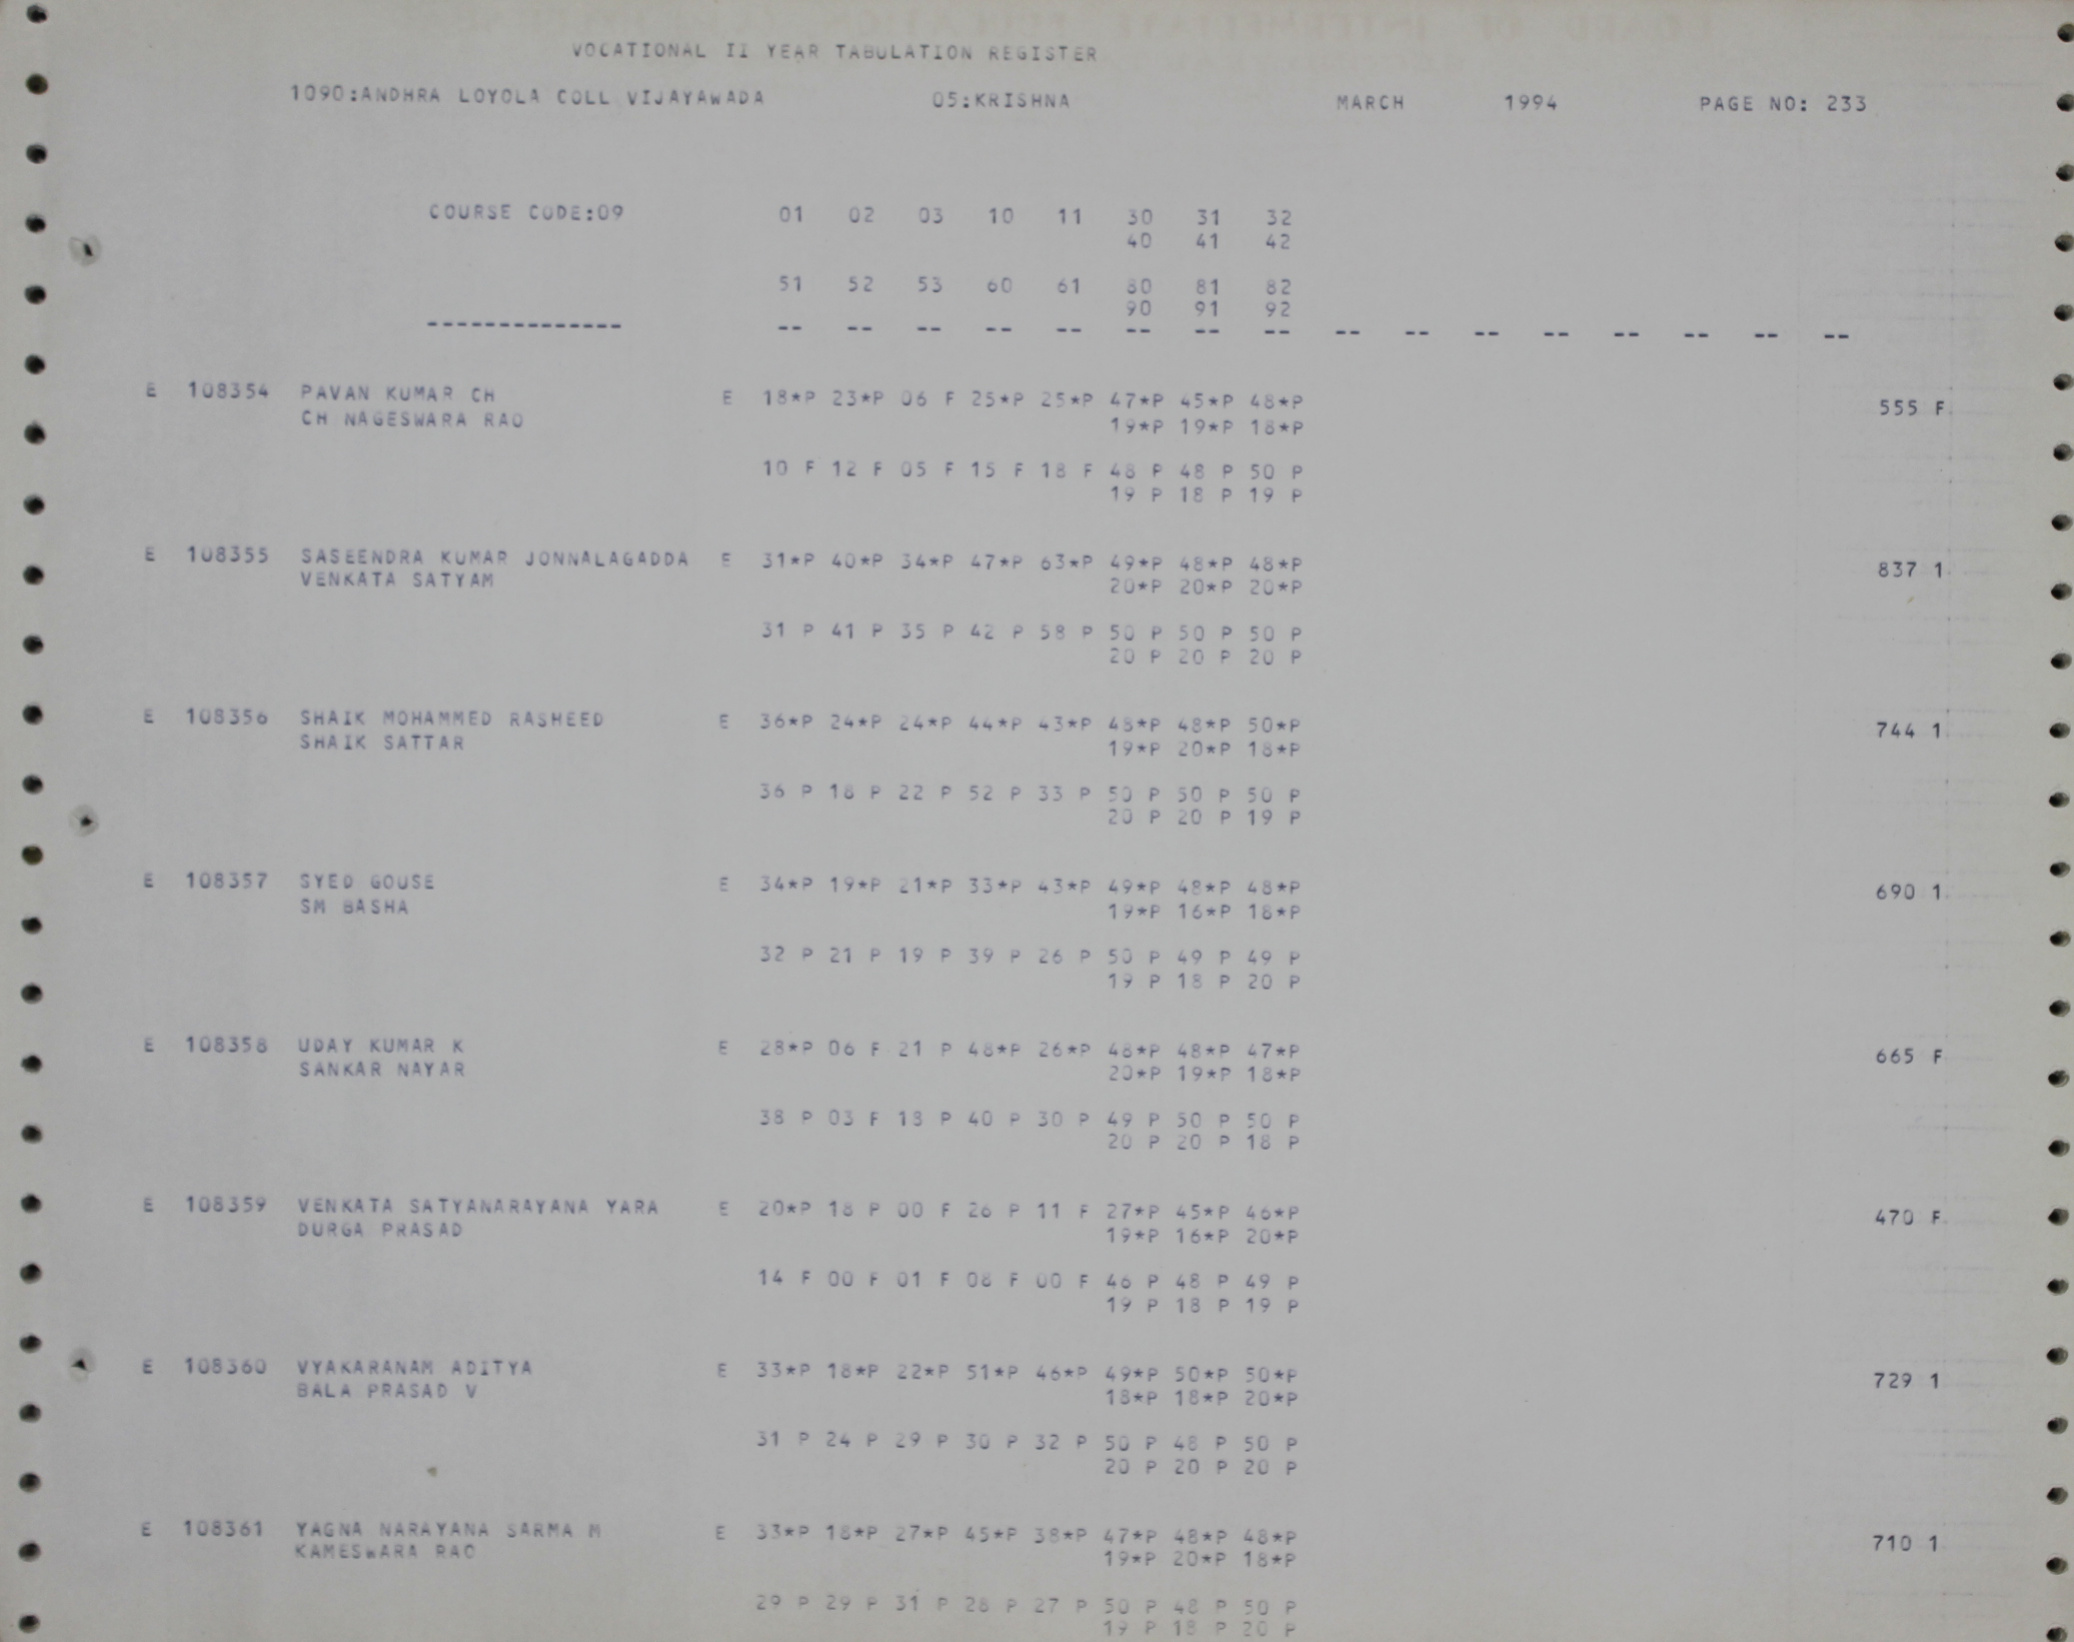 VOCATIONAL II YEAR TABULATION REGISTER
1090:ANDHRA LOYOLA COLL VIJAYAWADA 05:KRISHNA MARCH 1994 PAGE NO: 233
COURSE CODE:09 01 02 03 10 11 30 31 32
40 41 42
51 52 53 60 61 80 81 82
90 91 92
-------------- -- -- -- -- -- -- -- -- -- -- -- -- -- -- -- --
E 108354 PAVAN KUMAR CH E 18*P 23*P 06 F 25*P 25*P 47*P 45*P 48*P 555 F
CH NAGESWARA RAO 19*P 19*P 18*P
10 F 12 F 05 F 15 F 18 F 48 P 48 P 50 P
19 P 18 P 19 P
E 108355 SASEENDRA KUMAR JONNALAGADDA E 31*P 40*P 34*P 47*P 63*P 49*P 48*P 48*P 837 1
VENKATA SATYAM 20*P 20*P 20*P
31 P 41 P 35 P 42 P 58 P 50 P 50 P 50 P
20 P 20 P 20 P
E 108356 SHAIK MOHAMMED RASHEED E 36*P 24*P 24*P 44*P 43*P 48*P 48*P 50*P 744 1
SHAIK SATTAR 19*P 20*P 18*P
36 P 18 P 22 P 52 P 33 P 50 P 50 P 50 P
20 P 20 P 19 P
E 108357 SYED GOUSE E 34*P 19*P 21*P 33*P 43*P 49*P 48*P 48*P 690 1
SM BASHA 19*P 16*P 18*P
32 P 21 P 19 P 39 P 26 P 50 P 49 P 49 P
19 P 18 P 20 P
E 108358 UDAY KUMAR K E 28*P 06 F 21 P 48*P 26*P 48*P 48*P 47*P 665 F
SANKAR NAYAR 20*P 19*P 18*P
38 P 03 F 18 P 40 P 30 P 49 P 50 P 50 P
20 P 20 P 18 P
E 108359 VENKATA SATYANARAYANA YARA E 20*P 18 P 00 F 26 P 11 F 27*P 45*P 46*P 470 F
DURGA PRASAD 19*P 16*P 20*P
14 F 00 F 01 F 08 F 00 F 46 P 48 P 49 P
19 P 18 P 19 P
E 108360 VYAKARANAM ADITYA E 33*P 18*P 22*P 51*P 46*P 49*P 50*P 50*P 729 1
BALA PRASAD V 18*P 18*P 20*P
31 P 24 P 29 P 30 P 32 P 50 P 48 P 50 P
20 P 20 P 20 P
E 108361 YAGNA NARAYANA SARMA M E 33*P 18*P 27*P 45*P 38*P 47*P 48*P 48*P 710 1
KAMESWARA RAO 19*P 20*P 18*P
29 P 29 P 31 P 28 P 27 P 50 P 48 P 50 P
19 P 18 P 20 P